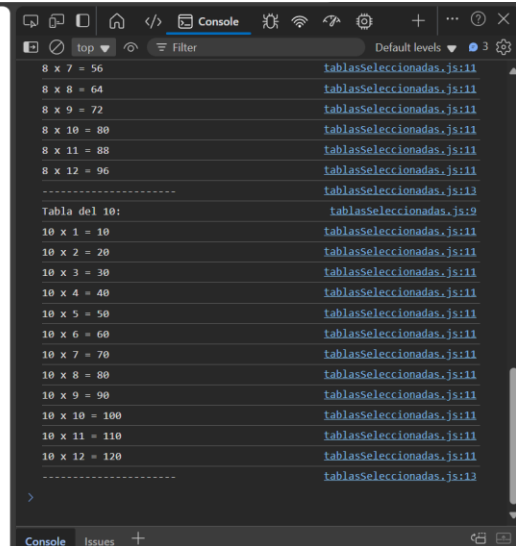 Console
top Filter Default levels 3
8 x 7 = 56 tablasSeleccionadas.js:11
8 x 8 = 64 tablasSeleccionadas.js:11
8 x 9 = 72 tablasSeleccionadas.js:11
8 x 10 = 80 tablasSeleccionadas.js:11
8 x 11 = 88 tablasSeleccionadas.js:11
8 x 12 = 96 tablasSeleccionadas.js:11
---------------------- tablasSeleccionadas.js:13
Tabla del 10: tablasSeleccionadas.js:9
10 x 1 = 10 tablasSeleccionadas.js:11
10 x 2 = 20 tablasSeleccionadas.js:11
10 x 3 = 30 tablasSeleccionadas.js:11
10 x 4 = 40 tablasSeleccionadas.js:11
10 x 5 = 50 tablasSeleccionadas.js:11
10 x 6 = 60 tablasSeleccionadas.js:11
10 x 7 = 70 tablasSeleccionadas.js:11
10 x 8 = 80 tablasSeleccionadas.js:11
10 x 9 = 90 tablasSeleccionadas.js:11
10 x 10 = 100 tablasSeleccionadas.js:11
10 x 11 = 110 tablasSeleccionadas.js:11
10 x 12 = 120 tablasSeleccionadas.js:11
---------------------- tablasSeleccionadas.js:13
Console Issues